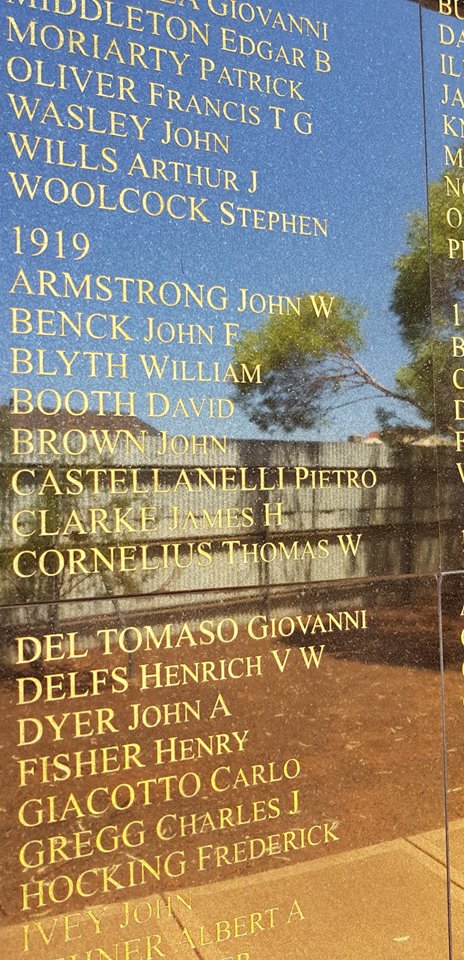 GIOVANNI
MIDDLETON EDGAR B
MORIARTY PATRICK
OLIVER FRANCIS T G
WASLEY JOHN
WILLS ARTHUR J
WOOLCOCK STEPHEN
1919
ARMSTRONG JOHN W
BENCK JOHN F
BLYTH WILLIAM
BOOTH DAVID
BROWN JOHN
CASTELLANELLI PIETRO
CLARKE JAMES H
CORNELIUS THOMAS W
DEL TOMASO GIOVANNI
DELFS HENRICH V W
DYER JOHN A
FISHER HENRY
GIACOTTO CARLO
GREGG CHARLES J
HOCKING FREDERICK
IVEY JOHN
ALBERT A